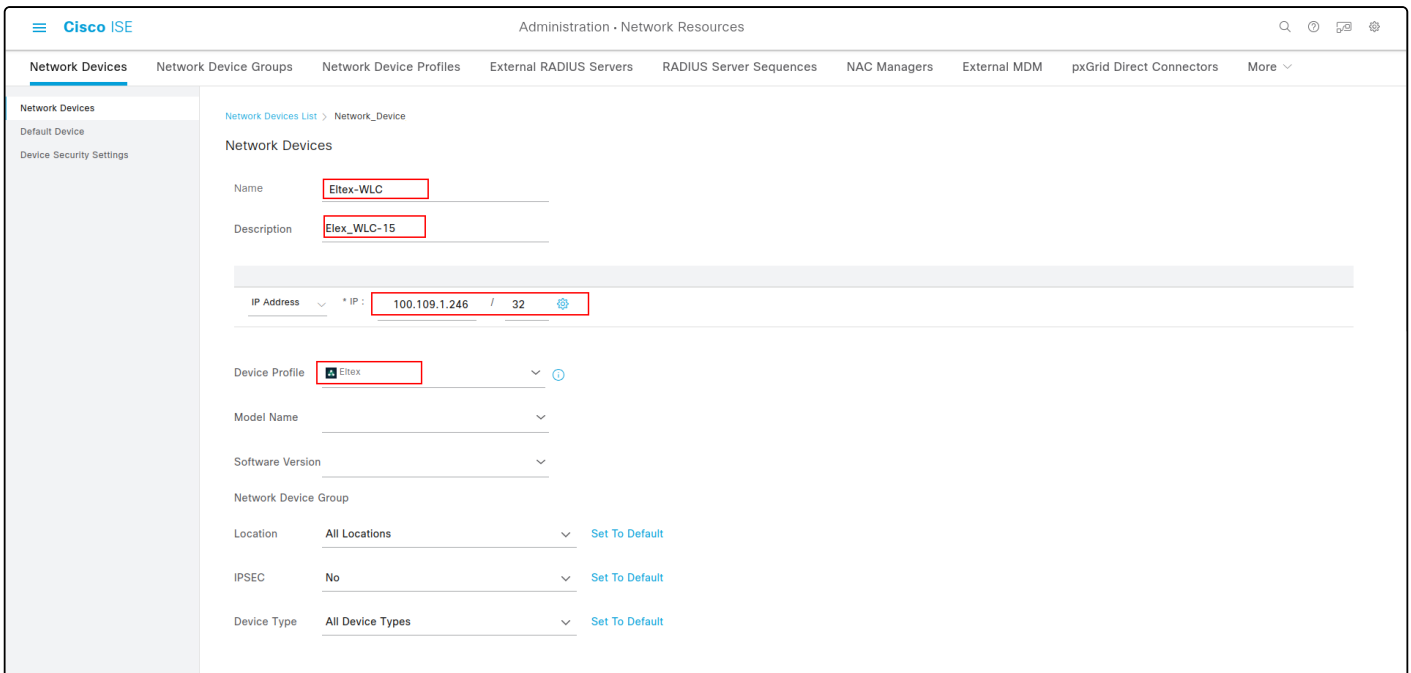 Cisco ISE
Administration · Network Resources
Network Devices Network Device Groups Network Device Profiles External RADIUS Servers RADIUS Server Sequences NAC Managers External MDM pxGrid Direct Connectors More
Network Devices
Default Device
Device Security Settings
Network Devices List > Network_Device
Network Devices
Name Eltex-WLC
Description Elex_WLC-15
IP Address * IP : 100.109.1.246 / 32
Device Profile Eltex
Model Name
Software Version
Network Device Group
Location All Locations Set To Default
IPSEC No Set To Default
Device Type All Device Types Set To Default